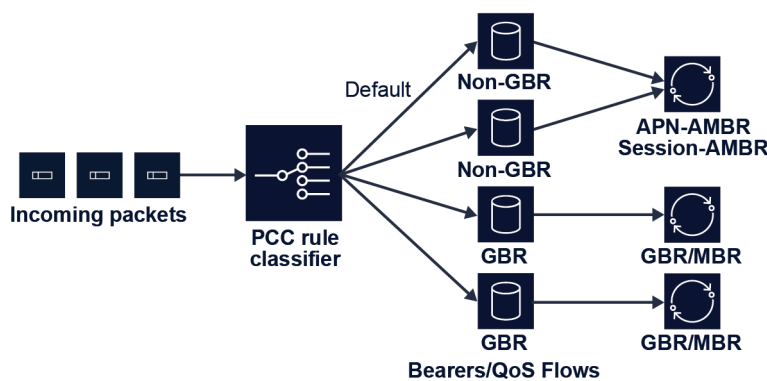 Default
Non-GBR
APN-AMBR
Session-AMBR
Non-GBR
Incoming packets
PCC rule
classifier
GBR
GBR/MBR
GBR
GBR/MBR
Bearers/QoS Flows